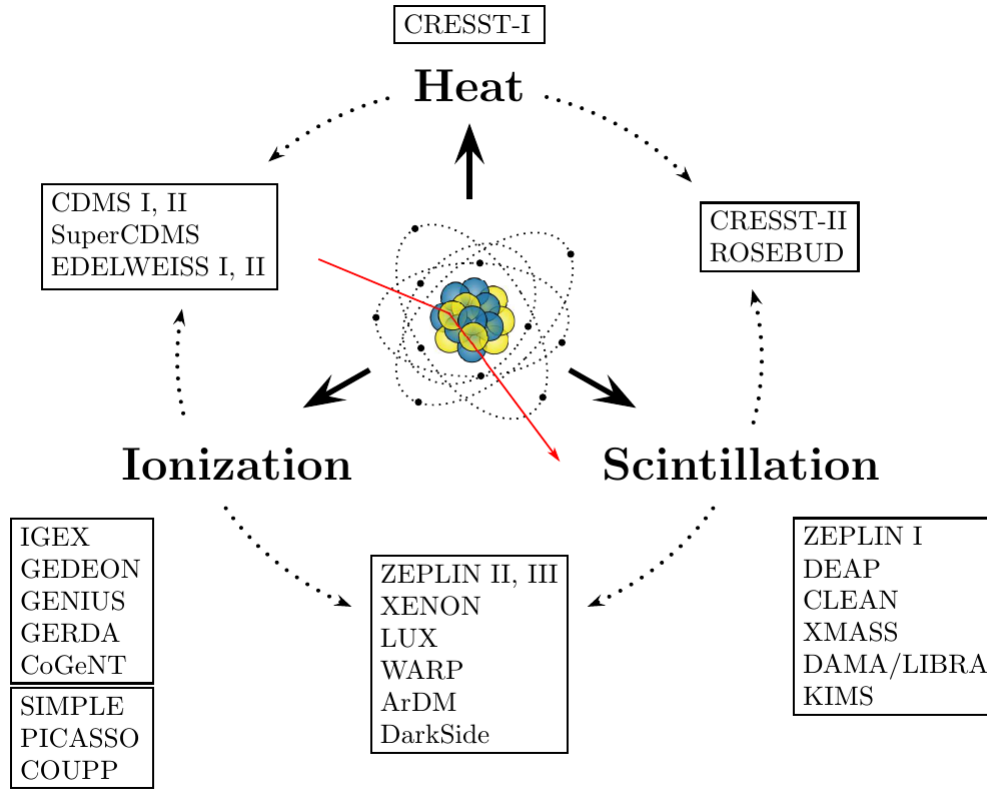 CRESST-I
Heat
CDMS I, II
SuperCDMS
EDELWEISS I, II
CRESST-II
ROSEBUD
Ionization
Scintillation
IGEX
GEDEON
GENIUS
GERDA
CoGeNT
SIMPLE
PICASSO
COUPP
ZEPLIN II, III
XENON
LUX
WARP
ArDM
DarkSide
ZEPLIN I
DEAP
CLEAN
XMASS
DAMA/LIBRA
KIMS